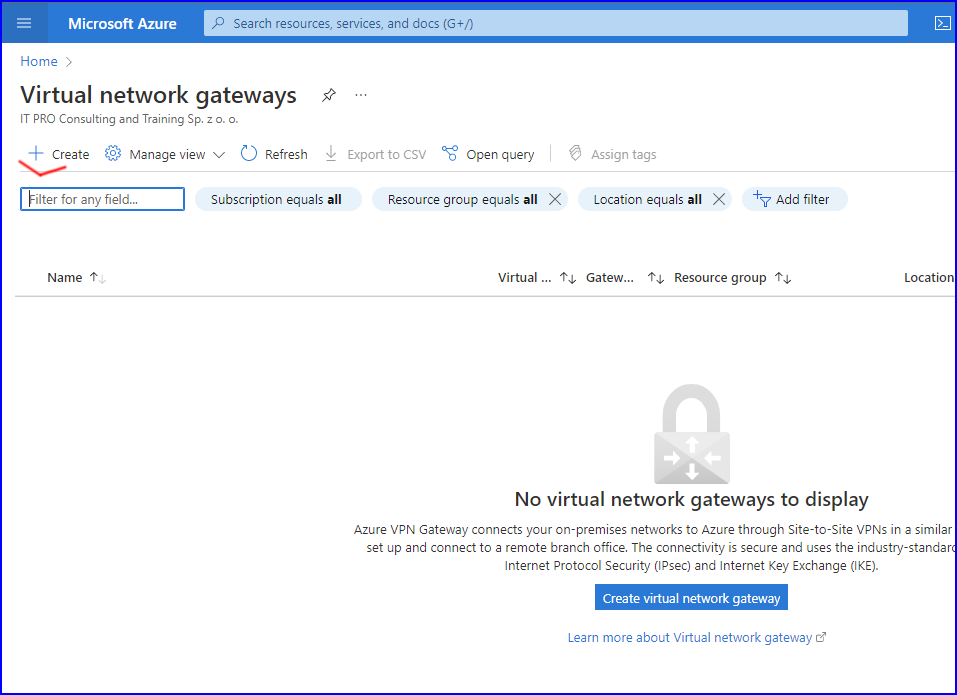 Microsoft Azure
Search resources, services, and docs (G+/)
Home
Virtual network gateways
...
IT PRO Consulting and Training Sp. z o. o.
Create Manage view Refresh Export to CSV Open query Assign tags
Filter for any field... Subscription equals all Resource group equals all Location equals all Add filter
Name Virtual ... Gatew... Resource group Location
No virtual network gateways to display
Azure VPN Gateway connects your on-premises networks to Azure through Site-to-Site VPNs in a similar
set up and connect to a remote branch office. The connectivity is secure and uses the industry-standard
Internet Protocol Security (IPsec) and Internet Key Exchange (IKE).
Create virtual network gateway
Learn more about Virtual network gateway